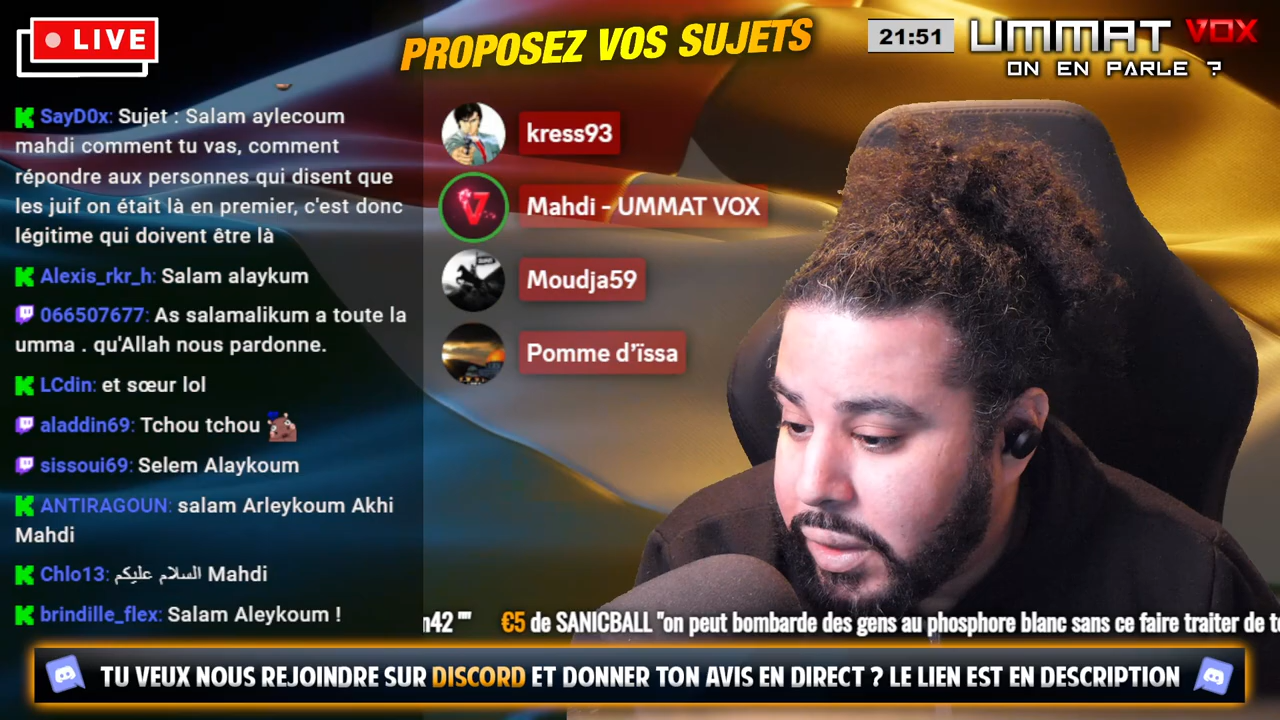 LIVE
PROPOSEZ VOS SUJETS
21:51
UMMAT VOX
ON EN PARLE ?
SayD0x: Sujet : Salam aylecoum
mahdi comment tu vas, comment
répondre aux personnes qui disent que
les juif on était là en premier, c'est donc
légitime qui doivent être là
Alexis_rkr_h: Salam alaykum
066507677: As salamalikum a toute la
umma . qu'Allah nous pardonne.
LCdin: et sœur lol
aladdin69: Tchou tchou
sissoui69: Selem Alaykoum
ANTIRAGOUN: salam Arleykoum Akhi
Mahdi
Chlo13: السلام عليكم Mahdi
brindille_flex: Salam Aleykoum !
kress93
Mahdi - UMMAT VOX
Moudja59
Pomme d'ïssa
n42 "" €5 de SANICBALL "on peut bombarde des gens au phosphore blanc sans ce faire traiter de
TU VEUX NOUS REJOINDRE SUR DISCORD ET DONNER TON AVIS EN DIRECT ? LE LIEN EST EN DESCRIPTION